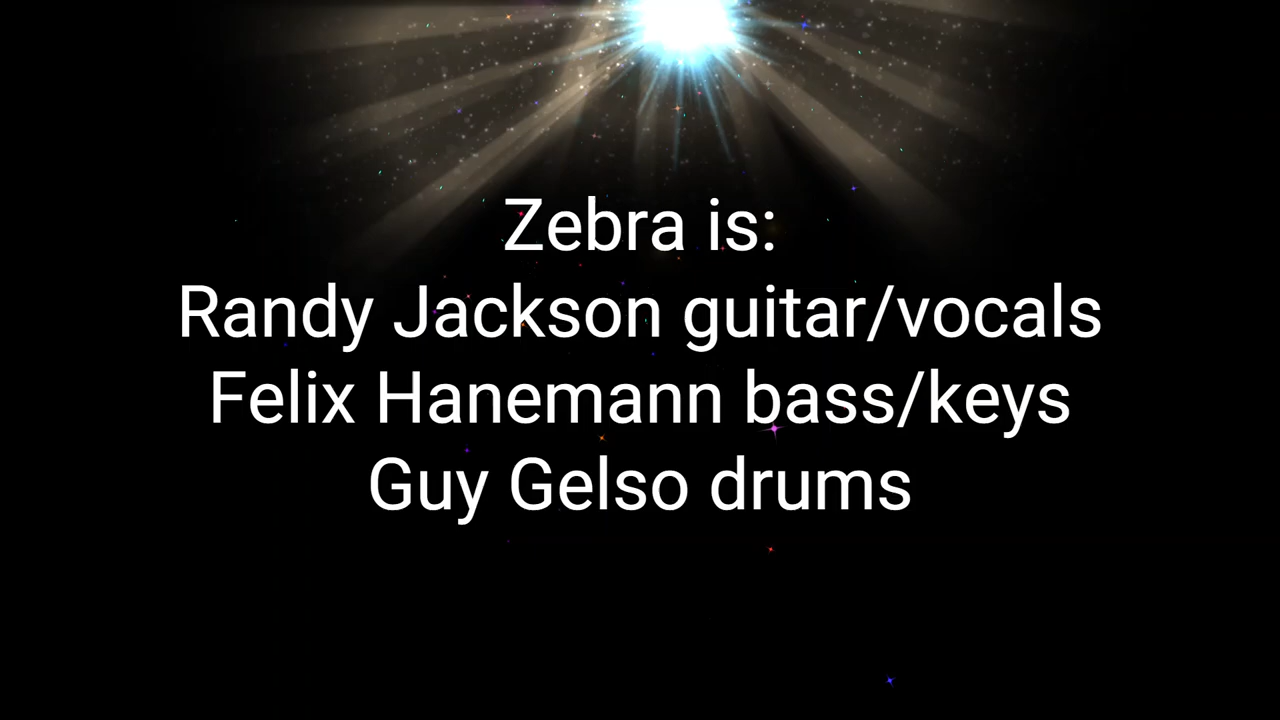 Zebra is:
Randy Jackson guitar/vocals
Felix Hanemann bass/keys
Guy Gelso drums